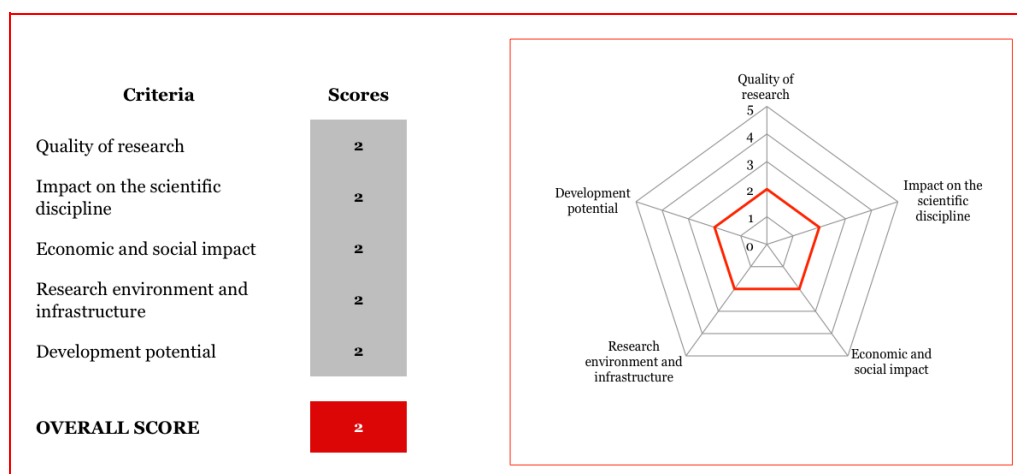 Criteria Scores
Quality of research 2
Impact on the scientific
discipline 2
Economic and social impact 2
Research environment and
infrastructure 2
Development potential 2
OVERALL SCORE 2
Quality of
research
5
4
3
2
1
0
Impact on the
scientific
discipline
Economic and
social impact
Research
environment and
infrastructure
Development
potential